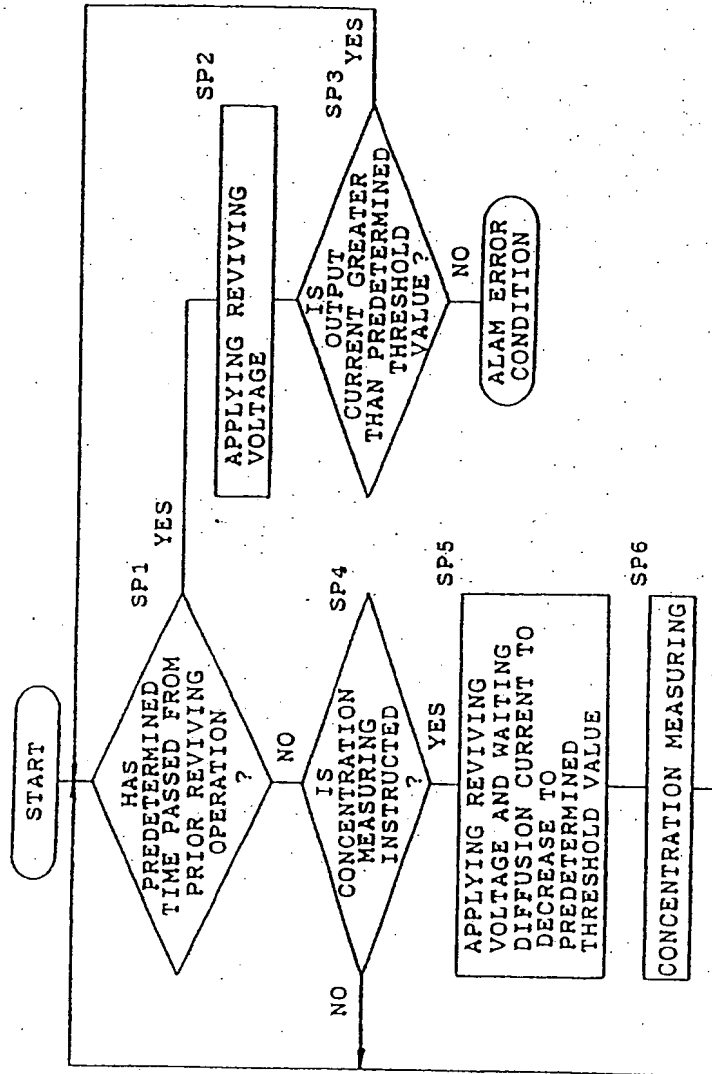 START
SP1
HAS
PREDETERMINED
TIME PASSED FROM
PRIOR REVIVING
OPERATION
?
YES
NO
SP2
APPLYING REVIVING
VOLTAGE
SP3
IS
OUTPUT
CURRENT GREATER
THAN PREDETERMINED
THRESHOLD
VALUE ?
YES
NO
ALAM ERROR
CONDITION
SP4
IS
CONCENTRATION
MEASURING
INSTRUCTED
?
NO
YES
SP5
APPLYING REVIVING
VOLTAGE AND WAITING
DIFFUSION CURRENT TO
DECREASE TO
PREDETERMINED
THRESHOLD VALUE
SP6
CONCENTRATION MEASURING